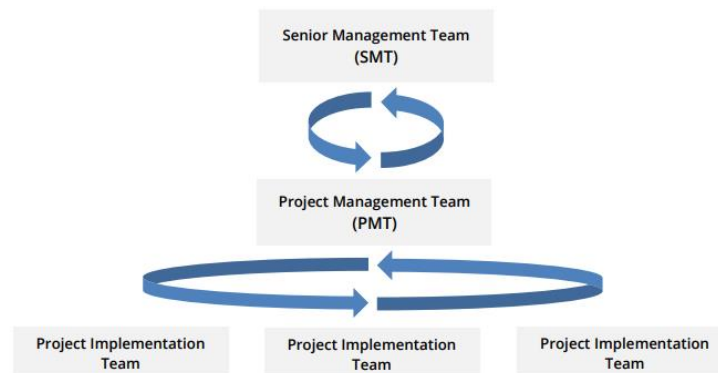 Senior Management Team
(SMT)
Project Management Team
(PMT)
Project Implementation
Team
Project Implementation
Team
Project Implementation
Team